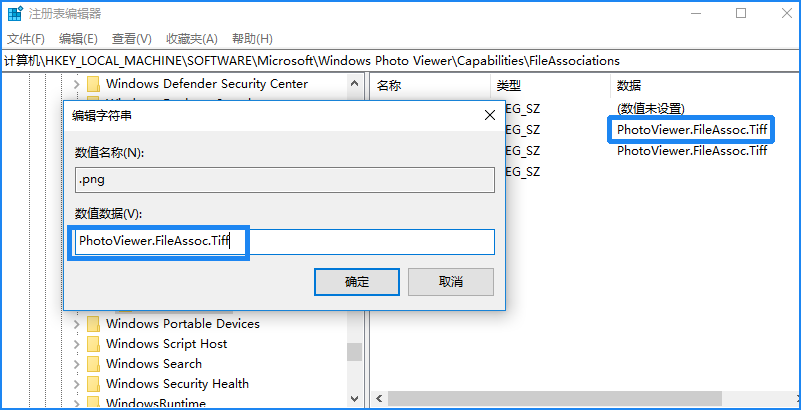 注册表编辑器
文件(F) 编辑(E) 查看(V) 收藏夹(A) 帮助(H)
计算机\HKEY_LOCAL_MACHINE\SOFTWARE\Microsoft\Windows Photo Viewer\Capabilities\FileAssociations
Windows Defender Security Center
名称 类型 数据
编辑字符串
EG_SZ (数值未设置)
EG_SZ PhotoViewer.FileAssoc.Tiff
EG_SZ PhotoViewer.FileAssoc.Tiff
EG_SZ
数值名称(N):
.png
数值数据(V):
PhotoViewer.FileAssoc.Tiff
确定 取消
Windows Portable Devices
Windows Script Host
Windows Search
Windows Security Health
WindowsRuntime